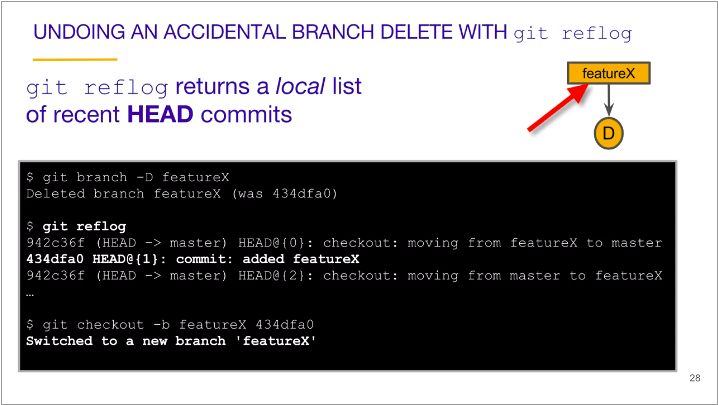 UNDOING AN ACCIDENTAL BRANCH DELETE WITH git reflog
git reflog returns a local list
of recent HEAD commits
featureX
D
$ git branch -D featureX
Deleted branch featureX (was 434dfa0)
$ git reflog
942c36f (HEAD -> master) HEAD@{0}: checkout: moving from featureX to master
434dfa0 HEAD@{1}: commit: added featureX
942c36f (HEAD -> master) HEAD@{2}: checkout: moving from master to featureX
…
$ git checkout -b featureX 434dfa0
Switched to a new branch 'featureX'
28